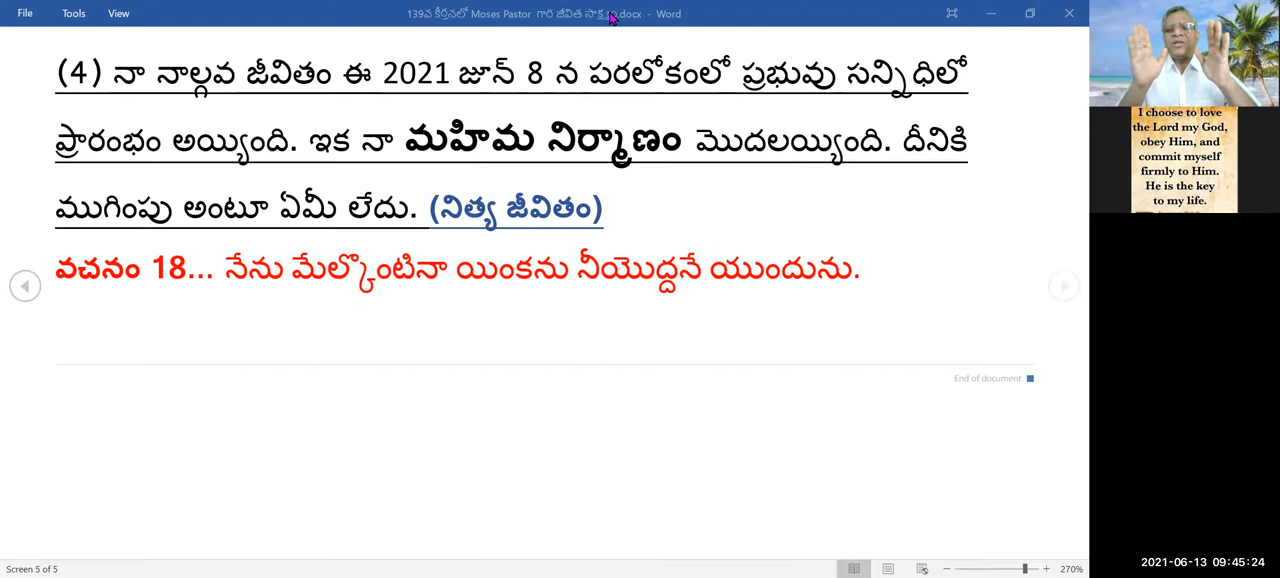 File Tools View 139వ కీర్తనలో Moses Pastor గారి జీవిత సాక్ష్యం.docx - Word
(4) నా నాల్గవ జీవితం ఈ 2021 జూన్ 8 న పరలోకంలో ప్రభువు సన్నిధిలో
ప్రారంభం అయ్యింది. ఇక నా మహిమ నిర్మాణం మొదలయ్యింది. దీనికి
ముగింపు అంటూ ఏమీ లేదు. (నిత్య జీవితం)
వచనం 18... నేను మేల్కొంటినా యింకను నీయొద్దనే యుందును.
End of document
Screen 5 of 5
270%
I choose to love
the Lord my God,
obey Him, and
commit myself
firmly to Him.
He is the key
to my life.
2021-06-13 09:45:24